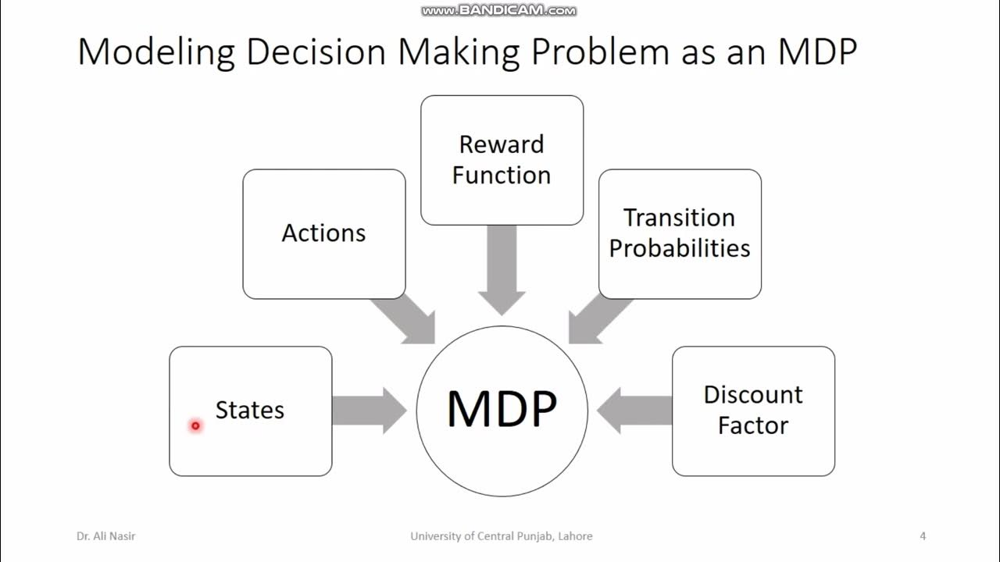 www.BANDICAM.com
Modeling Decision Making Problem as an MDP
Reward
Function
Actions
Transition
Probabilities
States
MDP
Discount
Factor
Dr. Ali Nasir
University of Central Punjab, Lahore
4